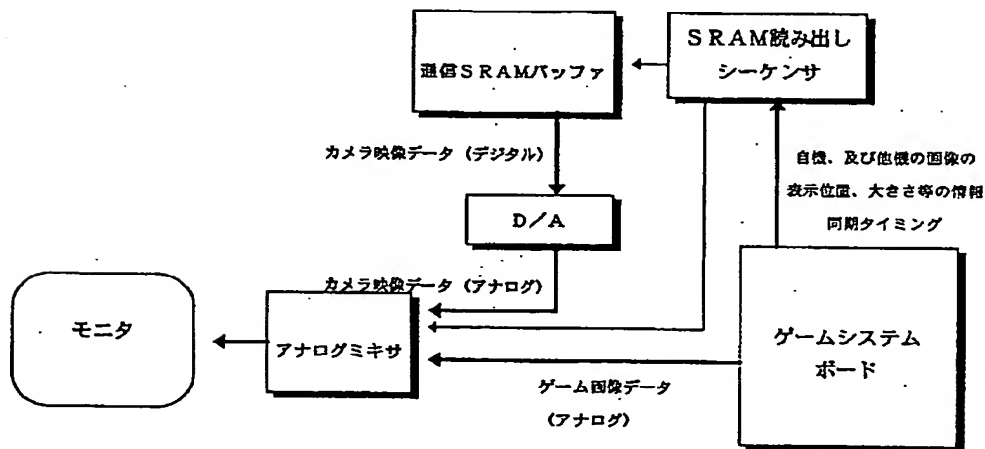 通信SRAMバッファ
SRAM読み出し
シーケンサ
カメラ映像データ(デジタル)
自機、及び他機の画像の
表示位置、大きさ等の情報
同期タイミング
D/A
カメラ映像データ(アナログ)
モニタ
アナログミキサ
ゲームシステム
ボード
ゲーム画像データ
(アナログ)